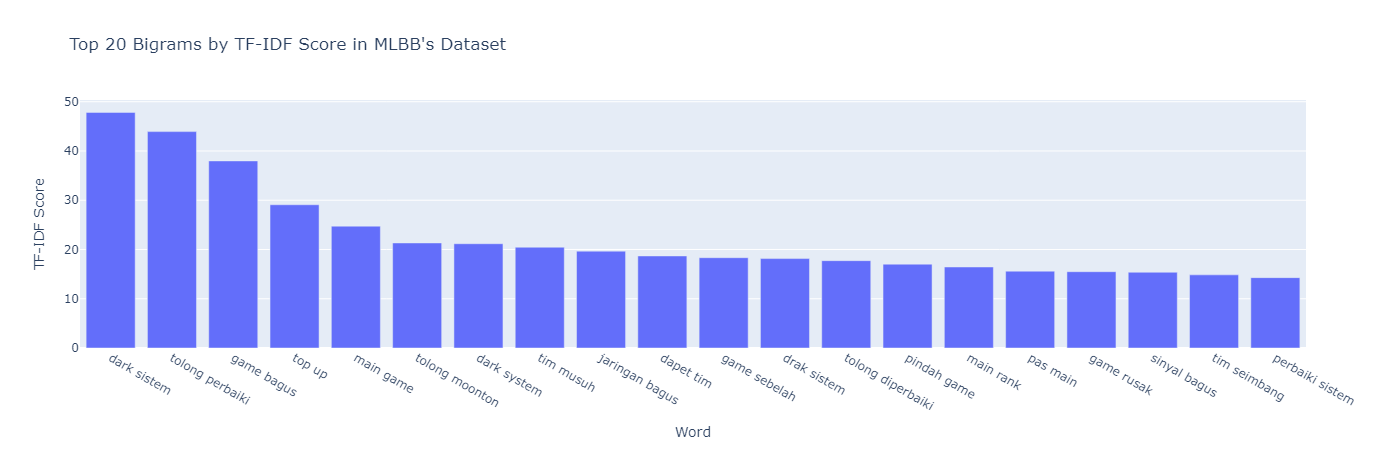 Top 20 Bigrams by TF-IDF Score in MLBB's Dataset
TF-IDF Score
50
40
30
20
10
0
dark sistem
tolong perbaiki
game bagus
top up
main game
tolong moonton
dark system
tim musuh
jaringan bagus
dapet tim
game sebelah
drak sistem
tolong diperbaiki
pindah game
main rank
pas main
game rusak
sinyal bagus
tim seimbang
perbaiki sistem
Word